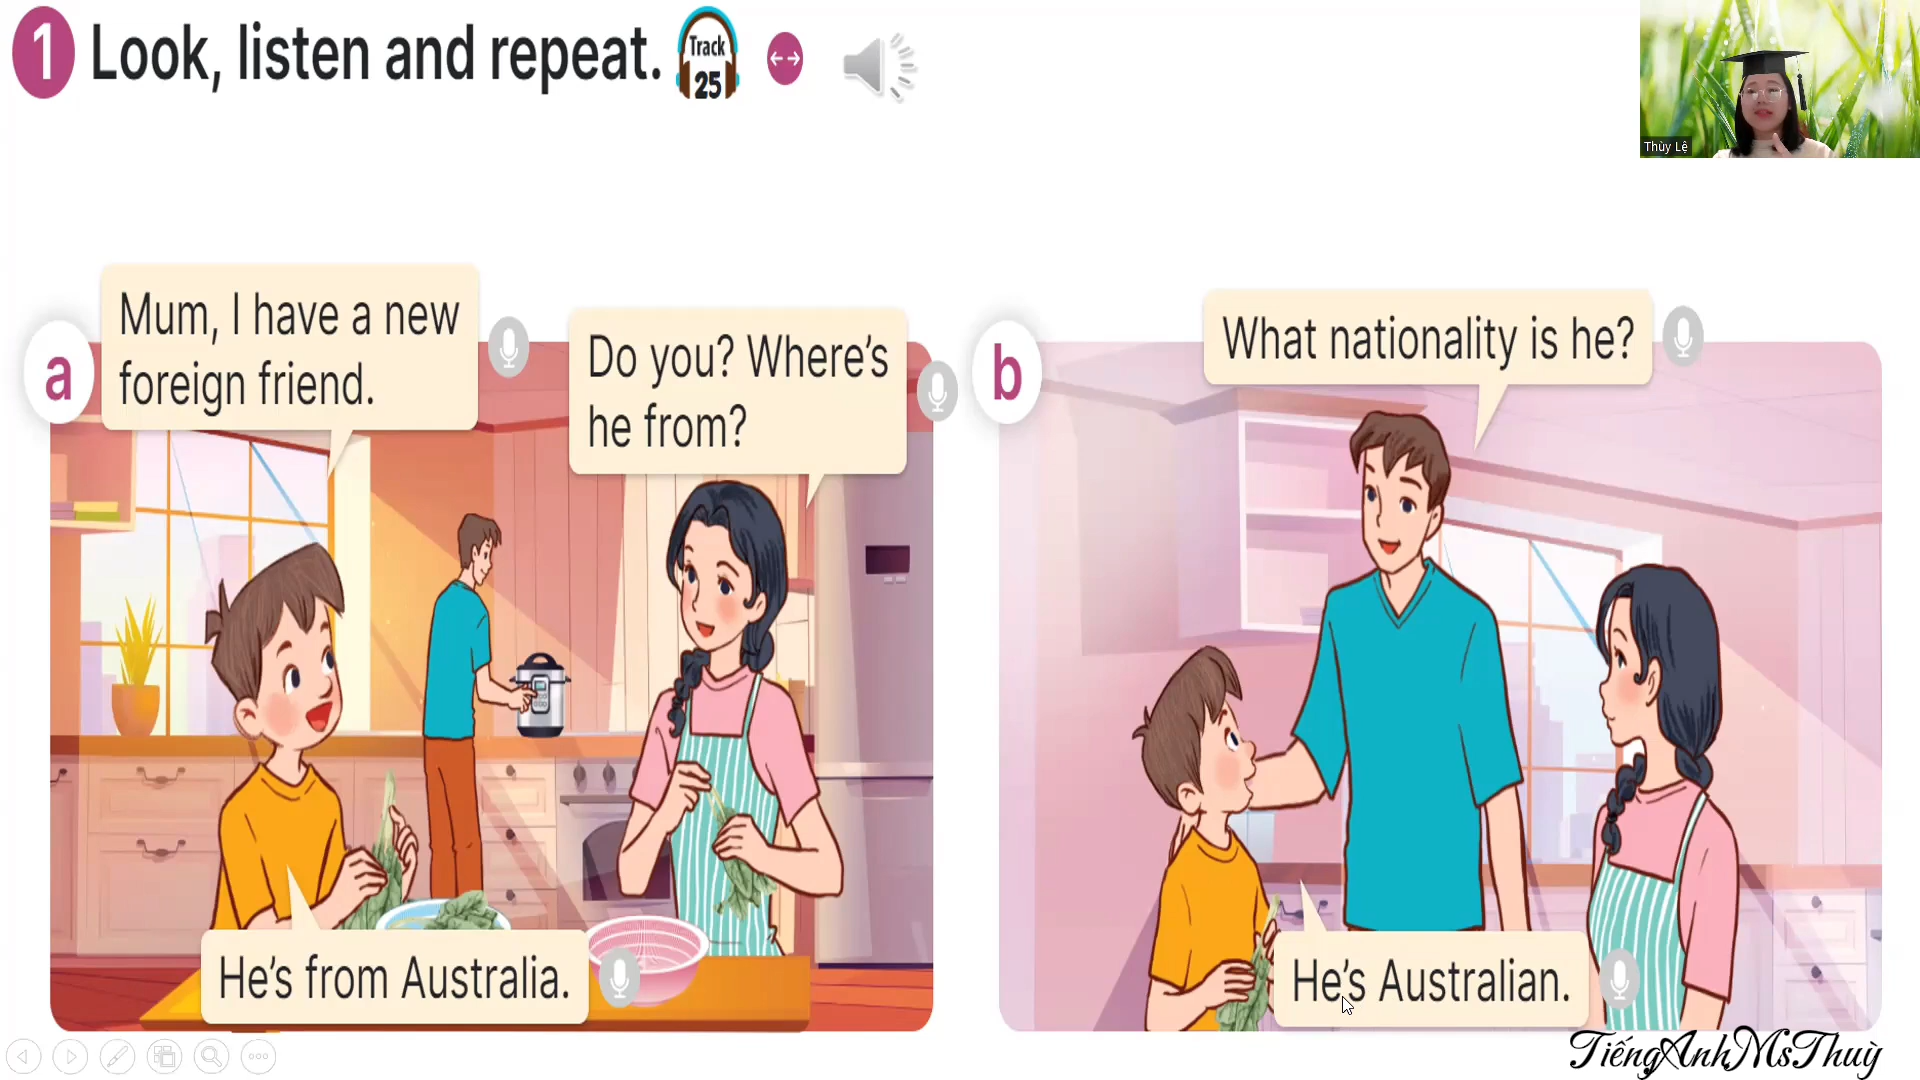 1 Look, listen and repeat.
Track
25
Thùy Lệ
a
Mum, I have a new
foreign friend.
Do you? Where's
he from?
He's from Australia.
b
What nationality is he?
He's Australian.
TiếngAnhMsThuỳ